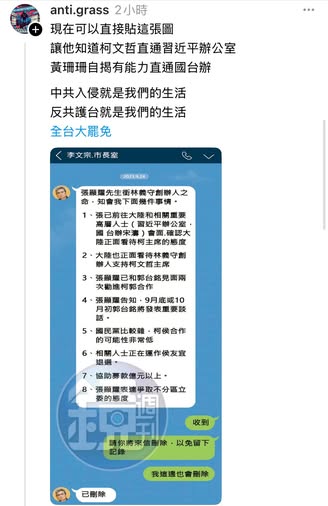 anti.grass 2小時
現在可以直接貼這張圖
讓他知道柯文哲直通習近平辦公室
黃珊珊自揭有能力直通國台辦
中共入侵就是我們的生活
反共護台就是我們的生活
全台大罷免
李文宗,市長室
2023.8.24
張顯耀先生銜林義守創辦人之
命，知會我下面幾件事情。
1、張已前往大陸和相關重要
高層人士（習近平辦公室，
國 台辦宋濤）會面,確認大
陸正面看待柯主席的態度
2、大陸也正面看待林義守創
辦人支持柯文哲主席
3、張顯耀已和郭台銘見面兩
次勸進柯郭合作
4、張顯耀告知，9月底或10
月初郭台銘將發表重要談
話。
5、國民黨比較雜，柯侯合作
的可能性非常低
6、相關人士正在運作侯友宜
退選。
7、協助募款億元以上。
8、張顯耀表達爭取不分區立
委的態度
收到
請你將來信刪除，以免留下
記錄
我這邊也會刪除
已刪除
鏡週刊